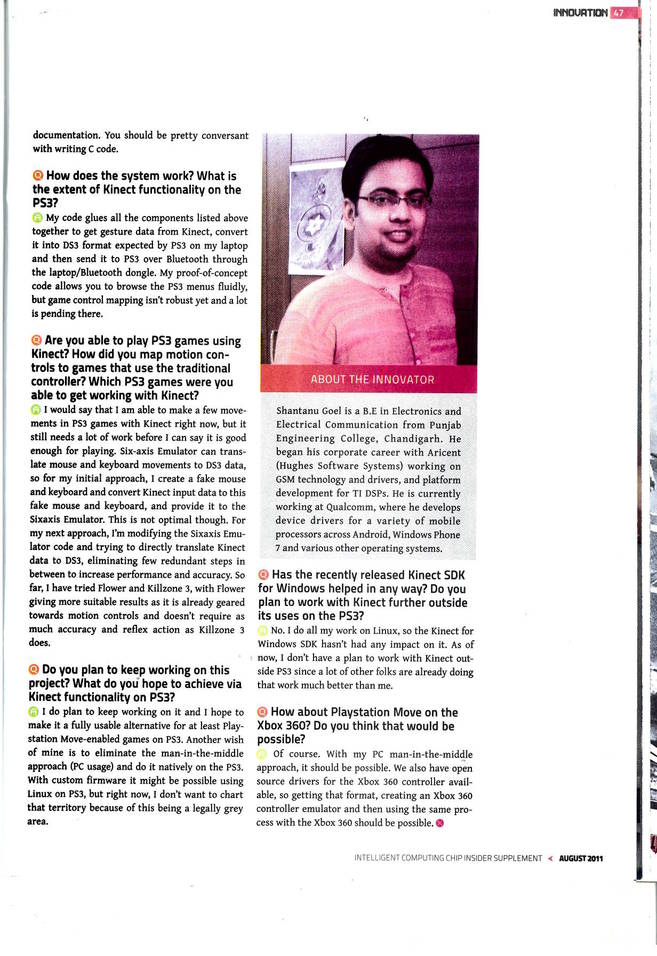 INNOVATION 47
documentation. You should be pretty conversant
with writing C code.
Q How does the system work? What is
the extent of Kinect functionality on the
PS3?
A My code glues all the components listed above
together to get gesture data from Kinect, convert
it into DS3 format expected by PS3 on my laptop
and then send it to PS3 over Bluetooth through
the laptop/Bluetooth dongle. My proof-of-concept
code allows you to browse the PS3 menus fluidly,
but game control mapping isn't robust yet and a lot
is pending there.
Q Are you able to play PS3 games using
Kinect? How did you map motion con-
trols to games that use the traditional
controller? Which PS3 games were you
able to get working with Kinect?
A I would say that I am able to make a few move-
ments in PS3 games with Kinect right now, but it
still needs a lot of work before I can say it is good
enough for playing. Six-axis Emulator can trans-
late mouse and keyboard movements to DS3 data,
so for my initial approach, I create a fake mouse
and keyboard and convert Kinect input data to this
fake mouse and keyboard, and provide it to the
Sixaxis Emulator. This is not optimal though. For
my next approach, I'm modifying the Sixaxis Emu-
lator code and trying to directly translate Kinect
data to DS3, eliminating few redundant steps in
between to increase performance and accuracy. So
far, I have tried Flower and Killzone 3, with Flower
giving more suitable results as it is already geared
towards motion controls and doesn't require as
much accuracy and reflex action as Killzone 3
does.
Q Do you plan to keep working on this
project? What do you hope to achieve via
Kinect functionality on PS3?
A I do plan to keep working on it and I hope to
make it a fully usable alternative for at least Play-
station Move-enabled games on PS3. Another wish
of mine is to eliminate the man-in-the-middle
approach (PC usage) and do it natively on the PS3.
With custom firmware it might be possible using
Linux on PS3, but right now, I don't want to chart
that territory because of this being a legally grey
area.
ABOUT THE INNOVATOR
Shantanu Goel is a B.E in Electronics and
Electrical Communication from Punjab
Engineering College, Chandigarh. He
began his corporate career with Aricent
(Hughes Software Systems) working on
GSM technology and drivers, and platform
development for TI DSPs. He is currently
working at Qualcomm, where he develops
device drivers for a variety of mobile
processors across Android, Windows Phone
7 and various other operating systems.
Q Has the recently released Kinect SDK
for Windows helped in any way? Do you
plan to work with Kinect further outside
its uses on the PS3?
A No. I do all my work on Linux, so the Kinect for
Windows SDK hasn't had any impact on it. As of
now, I don't have a plan to work with Kinect out-
side PS3 since a lot of other folks are already doing
that work much better than me.
Q How about Playstation Move on the
Xbox 360? Do you think that would be
possible?
A Of course. With my PC man-in-the-middle
approach, it should be possible. We also have open
source drivers for the Xbox 360 controller avail-
able, so getting that format, creating an Xbox 360
controller emulator and then using the same pro-
cess with the Xbox 360 should be possible.
INTELLIGENT COMPUTING CHIP INSIDER SUPPLEMENT < AUGUST 2011